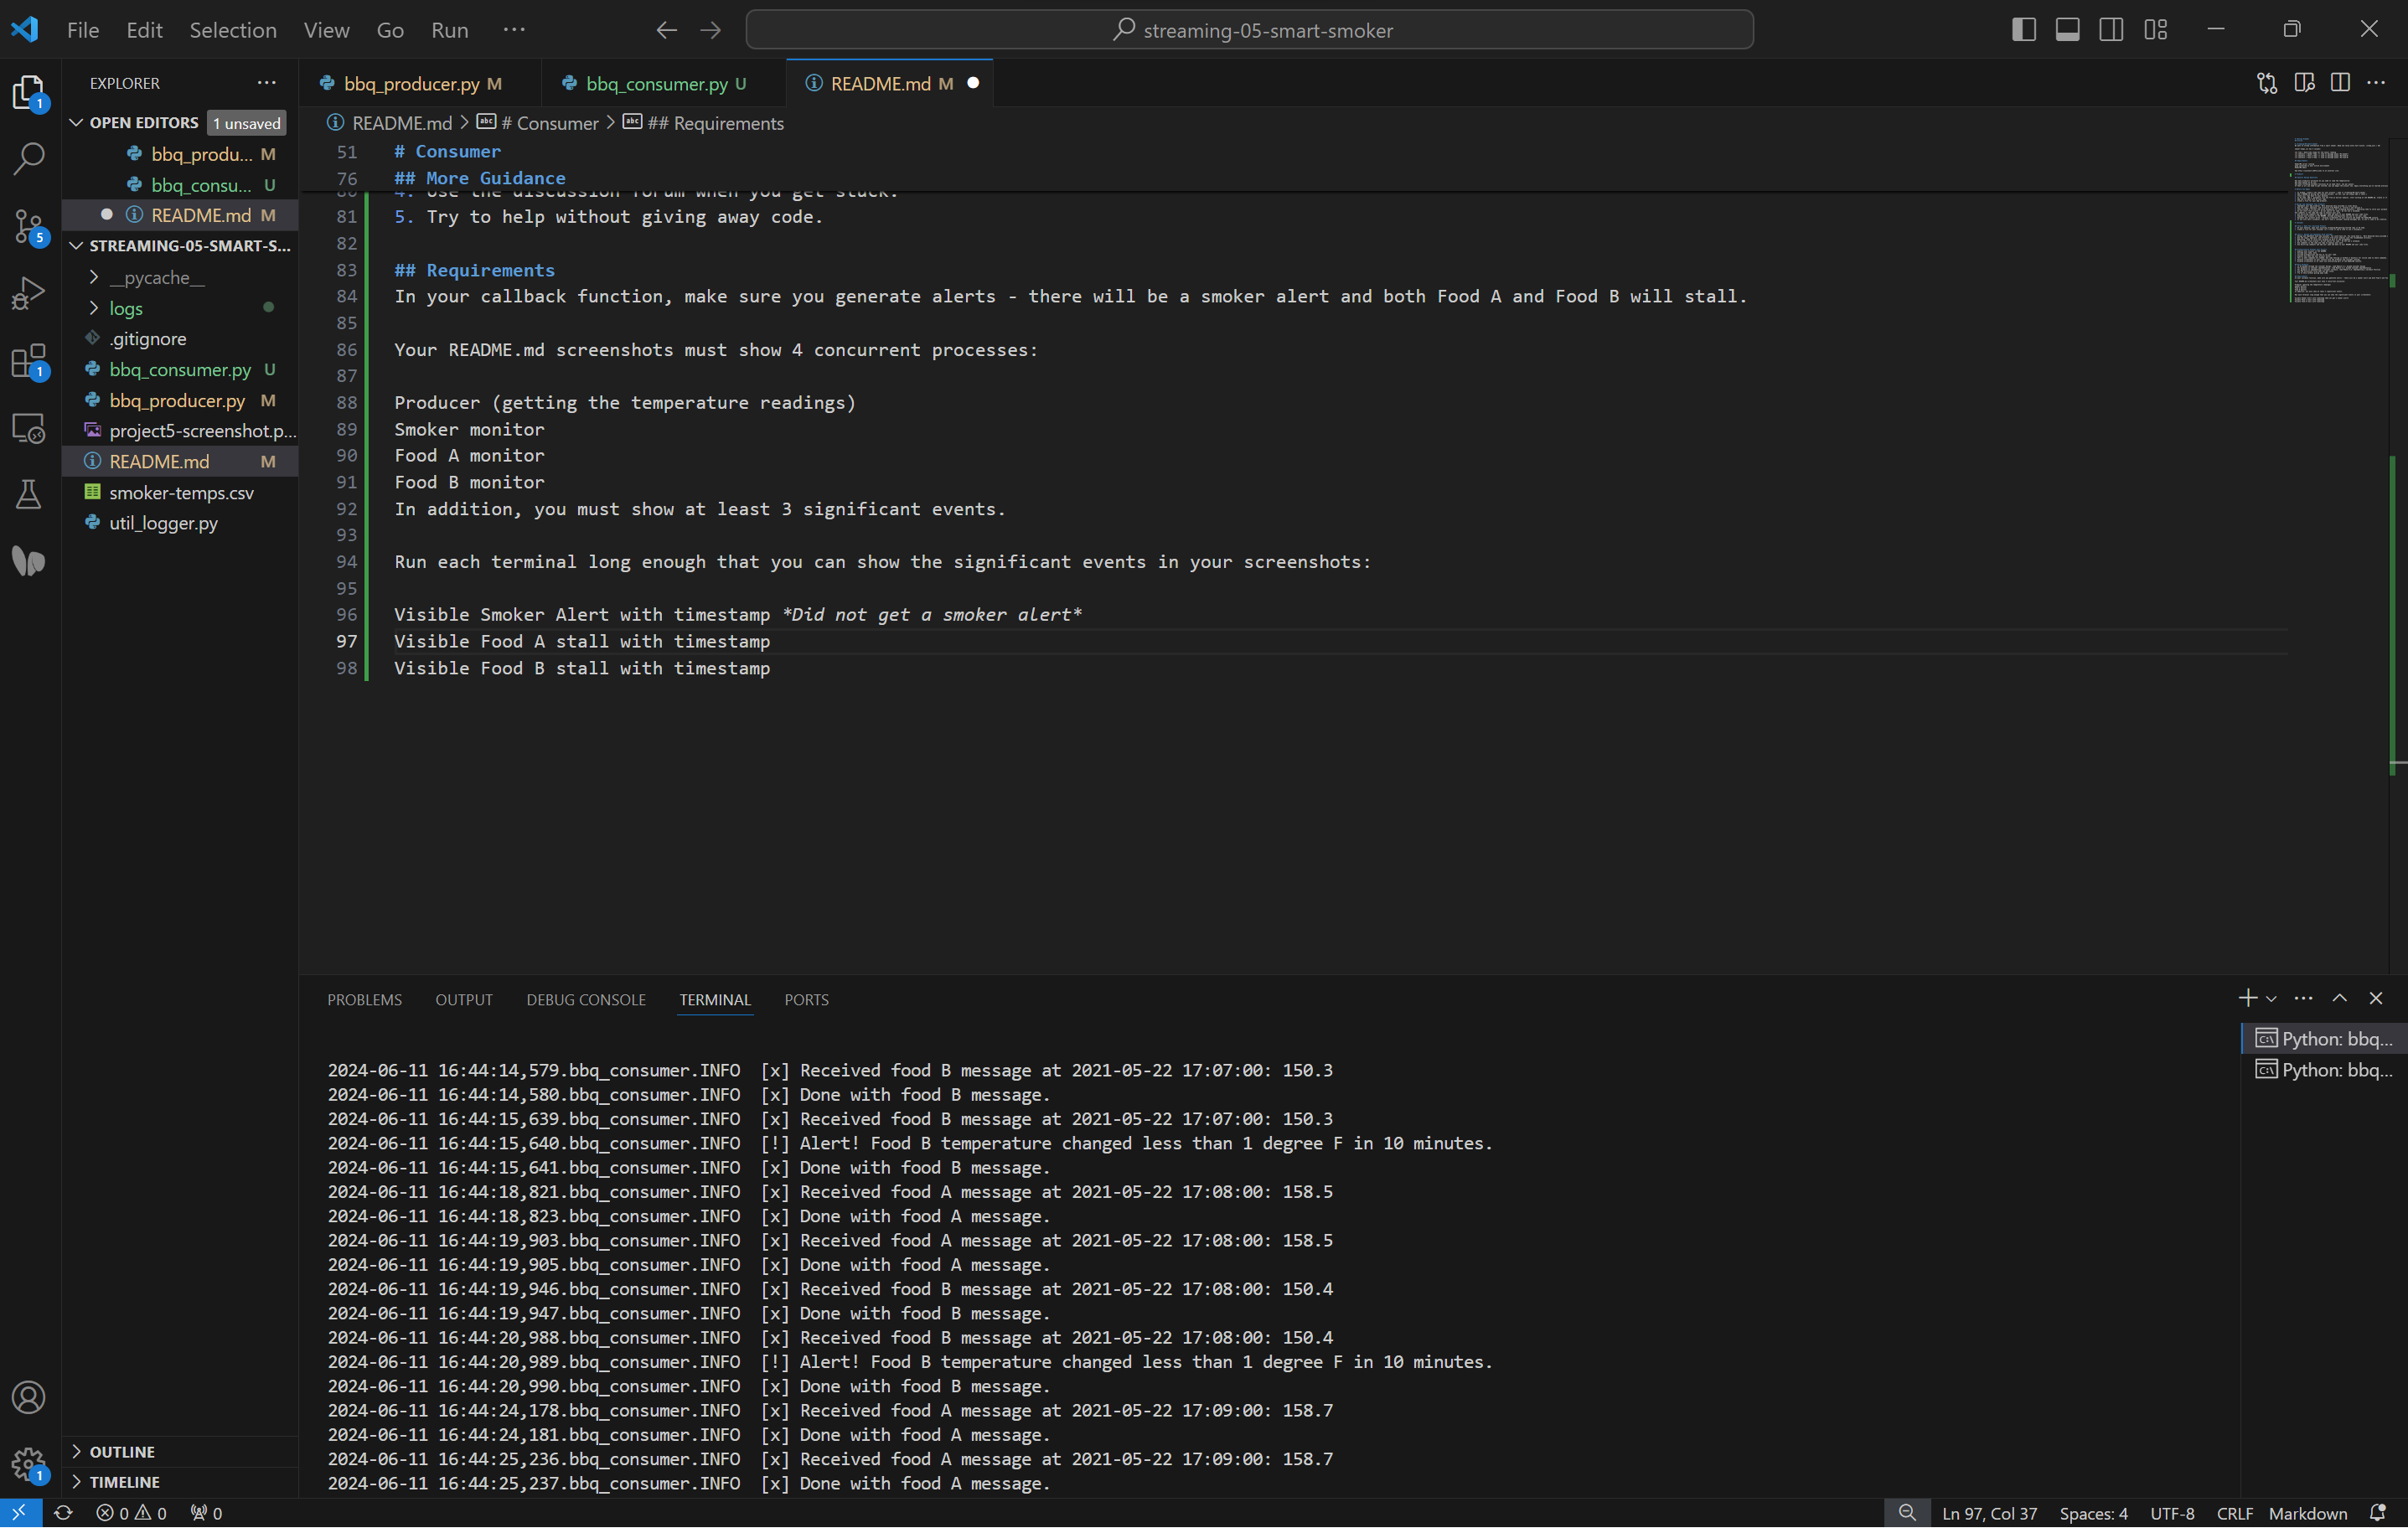 File Edit Selection View Go Run ···
streaming-05-smart-smoker
EXPLORER
OPEN EDITORS 1 unsaved
bbq_produ... M
bbq_consu... U
README.md M
STREAMING-05-SMART-S...
__pycache__
logs
.gitignore
bbq_consumer.py U
bbq_producer.py M
project5-screenshot.p...
README.md M
smoker-temps.csv
util_logger.py
OUTLINE
TIMELINE
1
5
1
1
bbq_producer.py M
bbq_consumer.py U
README.md M
README.md > # Consumer > ## Requirements
51 # Consumer
76 ## More Guidance
80 4. Use the discussion forum when you get stuck.
81 5. Try to help without giving away code.
82
83 ## Requirements
84 In your callback function, make sure you generate alerts - there will be a smoker alert and both Food A and Food B will stall.
85
86 Your README.md screenshots must show 4 concurrent processes:
87
88 Producer (getting the temperature readings)
89 Smoker monitor
90 Food A monitor
91 Food B monitor
92 In addition, you must show at least 3 significant events.
93
94 Run each terminal long enough that you can show the significant events in your screenshots:
95
96 Visible Smoker Alert with timestamp *Did not get a smoker alert*
97 Visible Food A stall with timestamp
98 Visible Food B stall with timestamp
PROBLEMS OUTPUT DEBUG CONSOLE TERMINAL PORTS
Python: bbq...
Python: bbq...
2024-06-11 16:44:14,579.bbq_consumer.INFO [x] Received food B message at 2021-05-22 17:07:00: 150.3
2024-06-11 16:44:14,580.bbq_consumer.INFO [x] Done with food B message.
2024-06-11 16:44:15,639.bbq_consumer.INFO [x] Received food B message at 2021-05-22 17:07:00: 150.3
2024-06-11 16:44:15,640.bbq_consumer.INFO [!] Alert! Food B temperature changed less than 1 degree F in 10 minutes.
2024-06-11 16:44:15,641.bbq_consumer.INFO [x] Done with food B message.
2024-06-11 16:44:18,821.bbq_consumer.INFO [x] Received food A message at 2021-05-22 17:08:00: 158.5
2024-06-11 16:44:18,823.bbq_consumer.INFO [x] Done with food A message.
2024-06-11 16:44:19,903.bbq_consumer.INFO [x] Received food A message at 2021-05-22 17:08:00: 158.5
2024-06-11 16:44:19,905.bbq_consumer.INFO [x] Done with food A message.
2024-06-11 16:44:19,946.bbq_consumer.INFO [x] Received food B message at 2021-05-22 17:08:00: 150.4
2024-06-11 16:44:19,947.bbq_consumer.INFO [x] Done with food B message.
2024-06-11 16:44:20,988.bbq_consumer.INFO [x] Received food B message at 2021-05-22 17:08:00: 150.4
2024-06-11 16:44:20,989.bbq_consumer.INFO [!] Alert! Food B temperature changed less than 1 degree F in 10 minutes.
2024-06-11 16:44:20,990.bbq_consumer.INFO [x] Done with food B message.
2024-06-11 16:44:24,178.bbq_consumer.INFO [x] Received food A message at 2021-05-22 17:09:00: 158.7
2024-06-11 16:44:24,181.bbq_consumer.INFO [x] Done with food A message.
2024-06-11 16:44:25,236.bbq_consumer.INFO [x] Received food A message at 2021-05-22 17:09:00: 158.7
2024-06-11 16:44:25,237.bbq_consumer.INFO [x] Done with food A message.
0 0 0 Ln 97, Col 37 Spaces: 4 UTF-8 CRLF Markdown